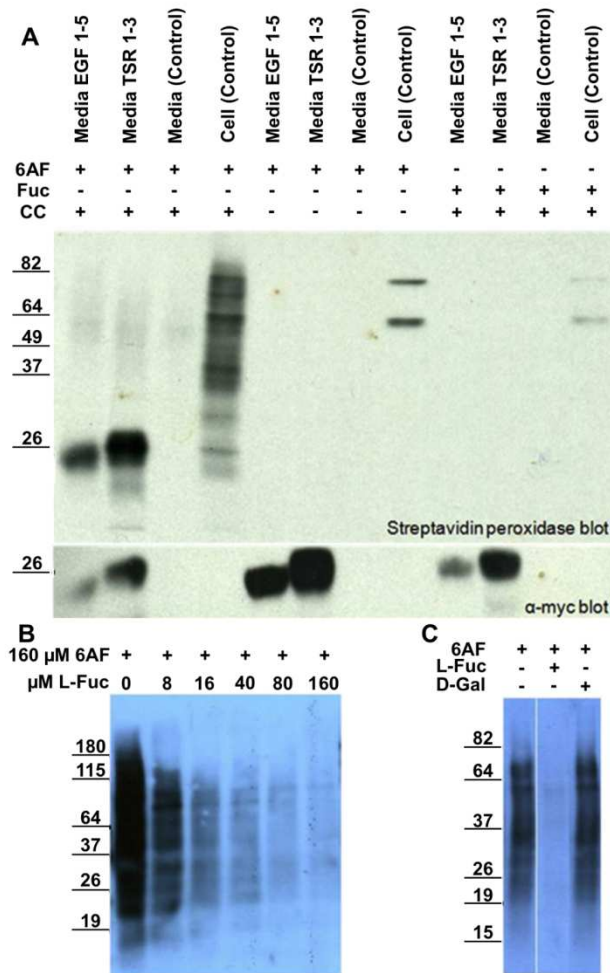 A
Media EGF 1-5
Media TSR 1-3
Media (Control)
Cell (Control)
Media EGF 1-5
Media TSR 1-3
Media (Control)
Cell (Control)
Media EGF 1-5
Media TSR 1-3
Media (Control)
Cell (Control)
6AF + + + + + + + + - - - -
Fuc - - - - - - - - + + + +
CC + + + + - - - - + + + +
82
64
49
37
26
Streptavidin peroxidase blot
26
α-myc blot
B
160 µM 6AF + + + + + +
µM L-Fuc 0 8 16 40 80 160
180
115
64
37
26
19
C
6AF + + +
L-Fuc - + -
D-Gal - - +
82
64
37
26
19
15